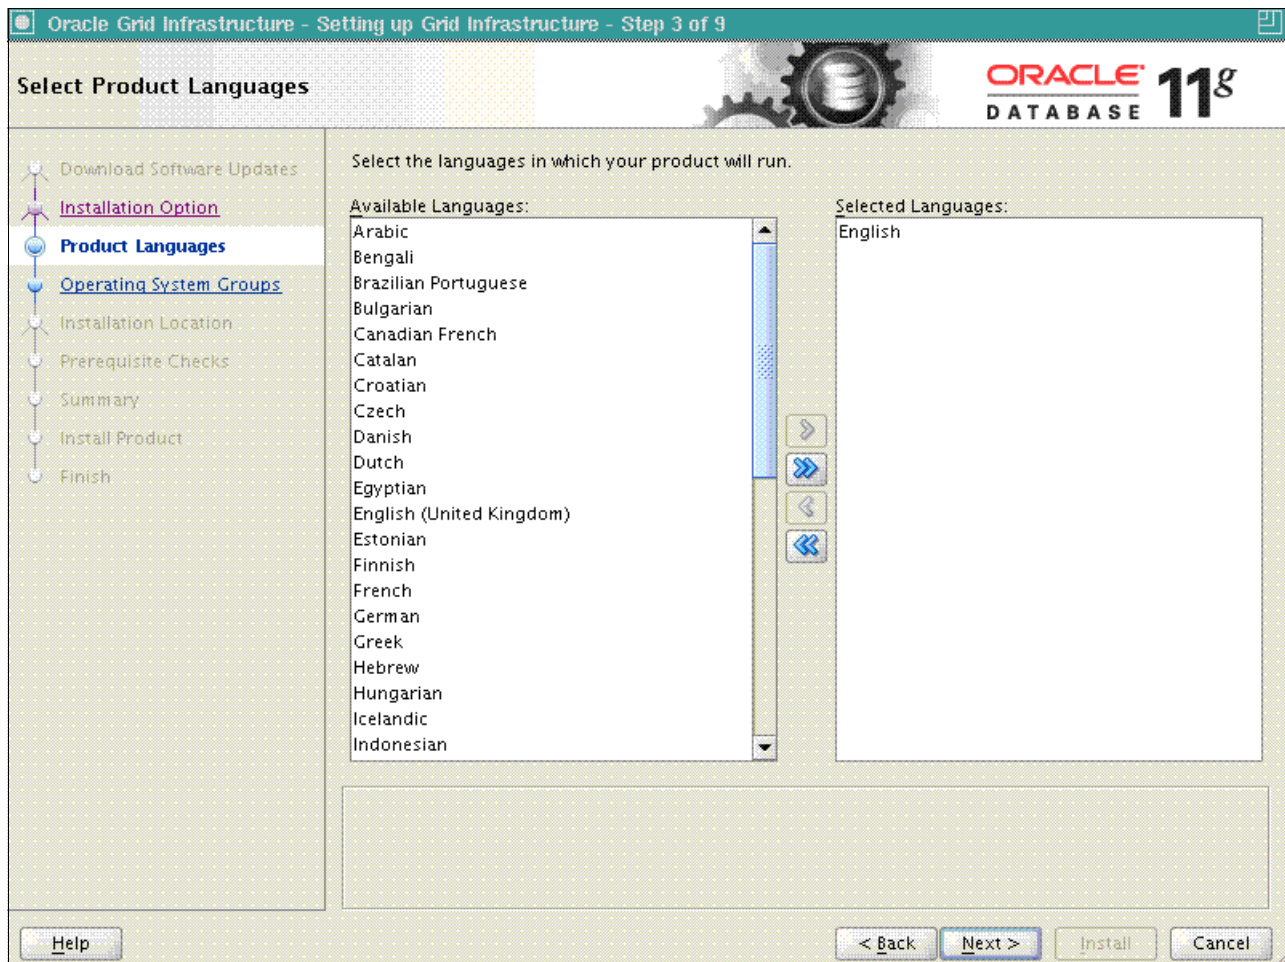 Oracle Grid Infrastructure - Setting up Grid Infrastructure - Step 3 of 9
Select Product Languages
ORACLE
DATABASE
11g
Download Software Updates
Installation Option
Product Languages
Operating System Groups
Installation Location
Prerequisite Checks
Summary
Install Product
Finish
Select the languages in which your product will run.
Available Languages:
Arabic
Bengali
Brazilian Portuguese
Bulgarian
Canadian French
Catalan
Croatian
Czech
Danish
Dutch
Egyptian
English (United Kingdom)
Estonian
Finnish
French
German
Greek
Hebrew
Hungarian
Icelandic
Indonesian
Selected Languages:
English
Help
< Back
Next >
Install
Cancel